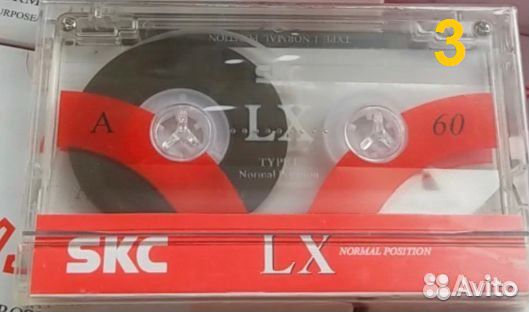 3
TYPE I NORMAL POSITION
SKC
A
LX
60
TYPE I
Normal Position
SKC LX NORMAL POSITION
Avito